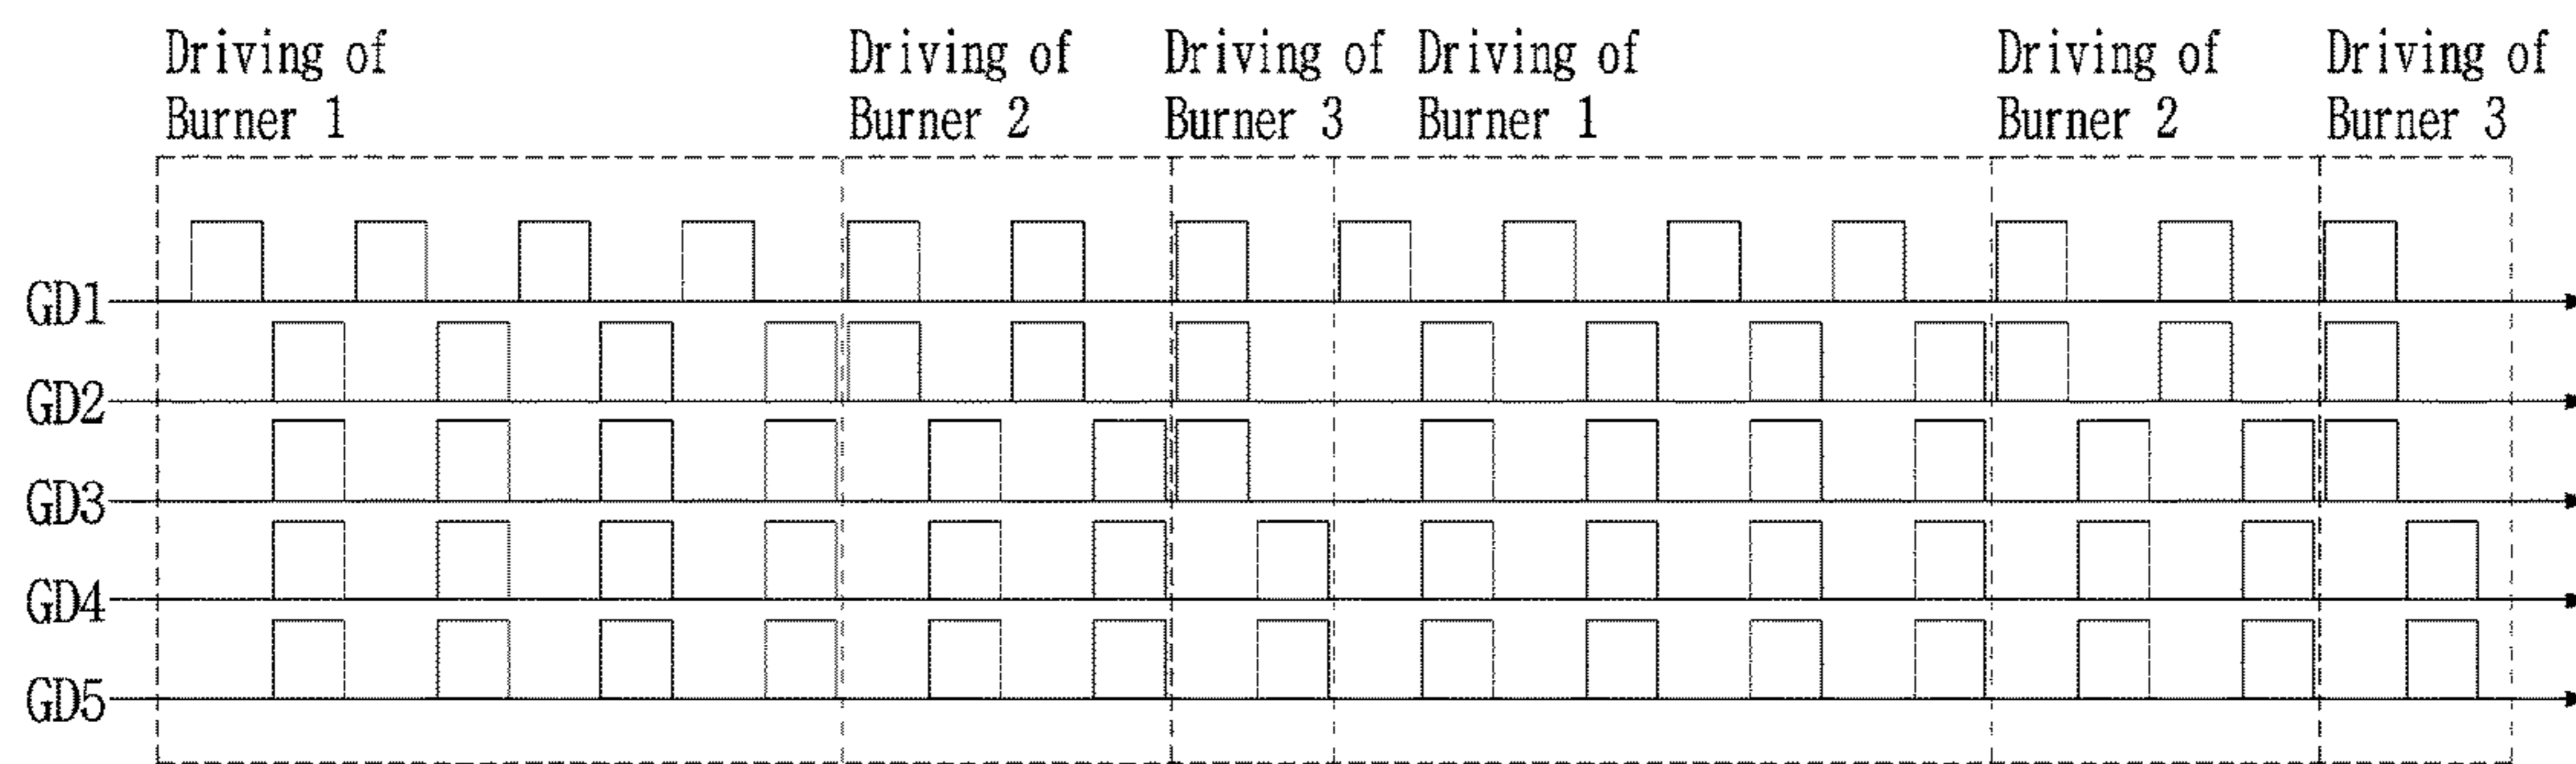 Driving of
Burner 1
Driving of
Burner 2
Driving of
Burner 3
Driving of
Burner 1
Driving of
Burner 2
Driving of
Burner 3
GD1
GD2
GD3
GD4
GD5